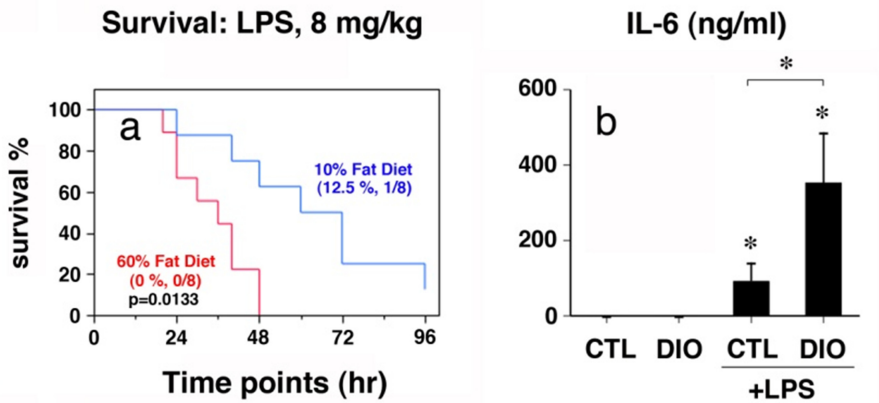 Survival: LPS, 8 mg/kg
survival %
100
80
60
40
20
0
a
10% Fat Diet
(12.5 %, 1/8)
60% Fat Diet
(0 %, 0/8)
p=0.0133
0 24 48 72 96
Time points (hr)
IL-6 (ng/ml)
600
400
200
0
b
*
*
*
CTL DIO CTL DIO
+LPS